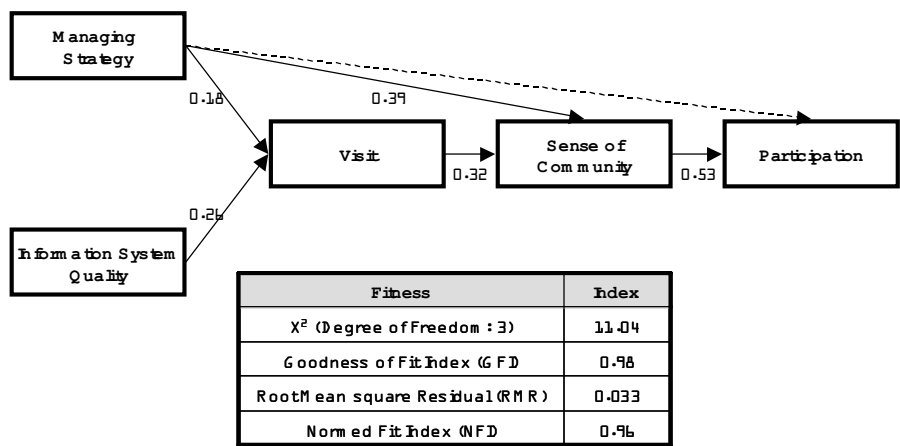 Managing
Strategy
0.18
0.39
Visit
Sense of
Community
Participation
0.32
0.53
0.26
Information System
Quality
Fitness Index
X² (Degree of Freedom : 3) 11.04
Goodness of Fit Index (GFI) 0.98
Root Mean square Residual (RMR) 0.033
Normed Fit Index (NFI) 0.96